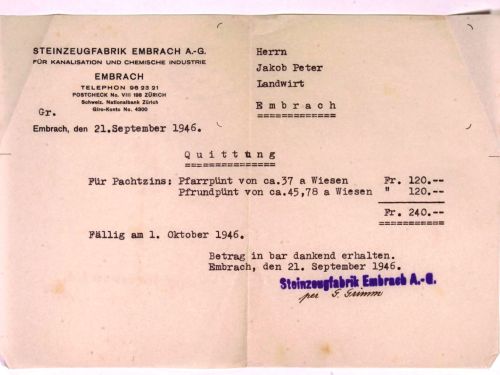 STEINZEUGFABRIK EMBRACH A.-G.
FÜR KANALISATION UND CHEMISCHE INDUSTRIE
EMBRACH
TELEPHON 96 23 21
POSTCHECK No. VIII 198 ZÜRICH
Schweiz. Nationalbank Zürich
Giro-Konto No. 4300
Gr.
Embrach, den 21.September 1946.
Herrn
Jakob Peter
Landwirt
Embrach
Quittung
Für Pachtzins: Pfarrpünt von ca.37 a Wiesen Fr. 120.--
Pfrundpünt von ca.45,78 a Wiesen " 120.--
Fr. 240.--
Fällig am 1. Oktober 1946.
Betrag in bar dankend erhalten.
Embrach, den 21. September 1946.
Steinzeugfabrik Embrach A.-G.
per G. Grimm